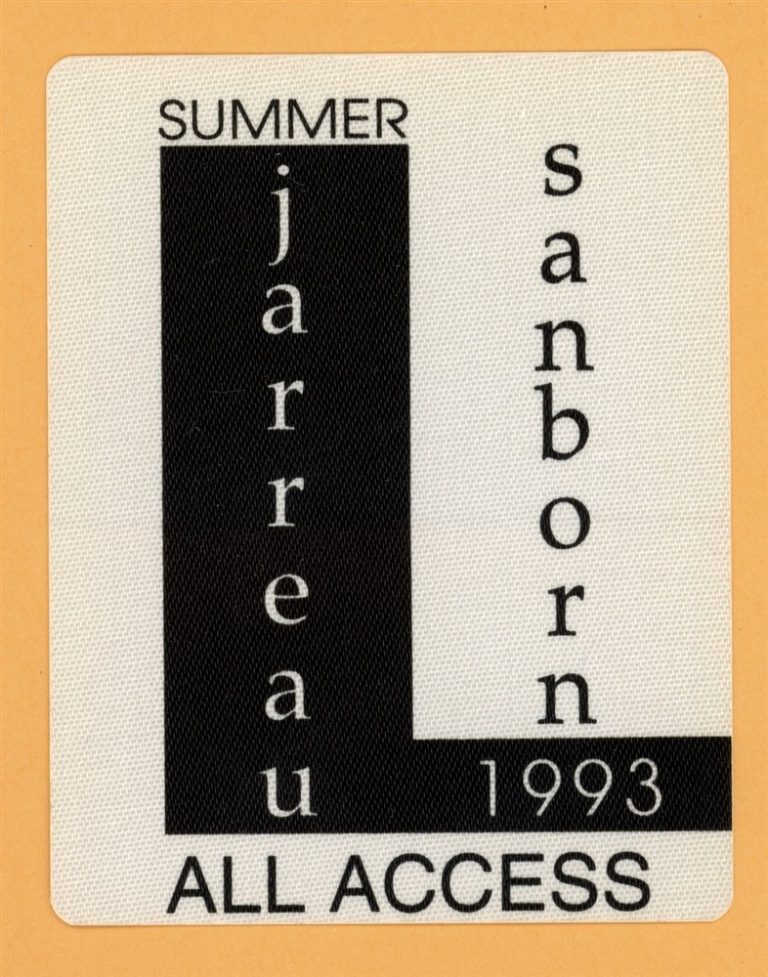 SUMMER
jarreau
sanborn
1993
ALL ACCESS